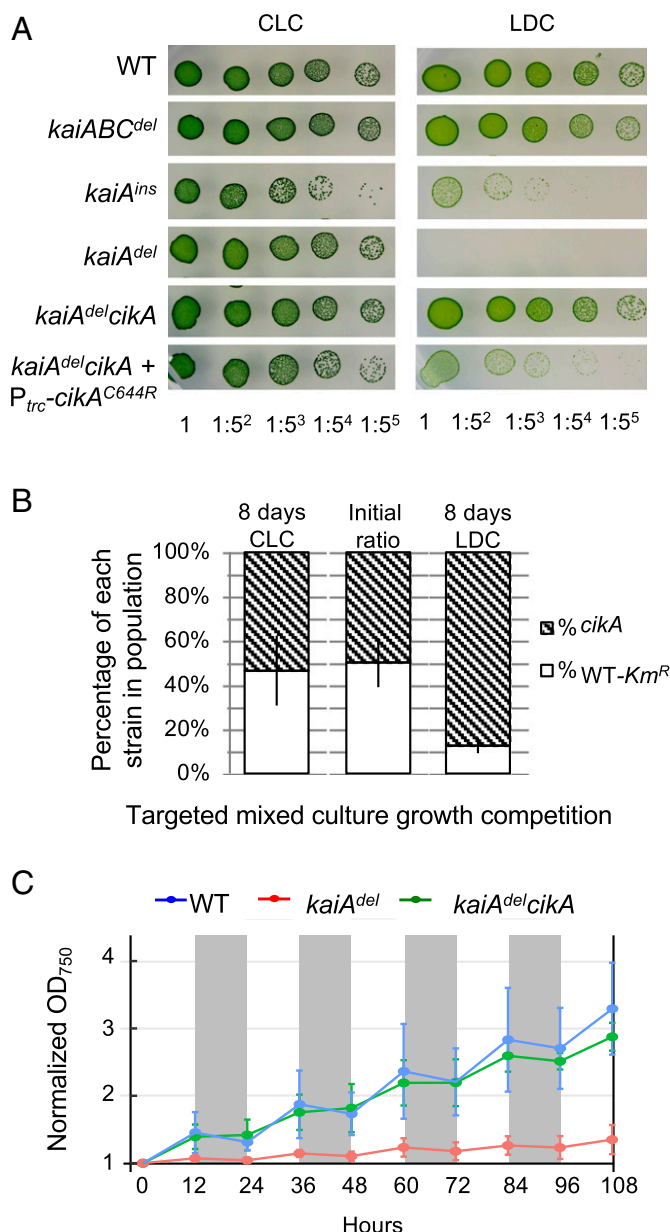 A
CLC LDC
WT
kaiABC^del
kaiA^ins
kaiA^del
kaiA^del cikA
kaiA^del cikA +
P_trc-cikA^C644R
1 1:5² 1:5³ 1:5⁴ 1:5⁵ 1 1:5² 1:5³ 1:5⁴ 1:5⁵
B
8 days CLC
Initial ratio
8 days LDC
Percentage of each strain in population
100%
80%
60%
40%
20%
0%
% cikA
% WT-Km^R
Targeted mixed culture growth competition
C
WT kaiA^del kaiA^del cikA
Normalized OD₇₅₀
4
3
2
1
0 12 24 36 48 60 72 84 96 108
Hours